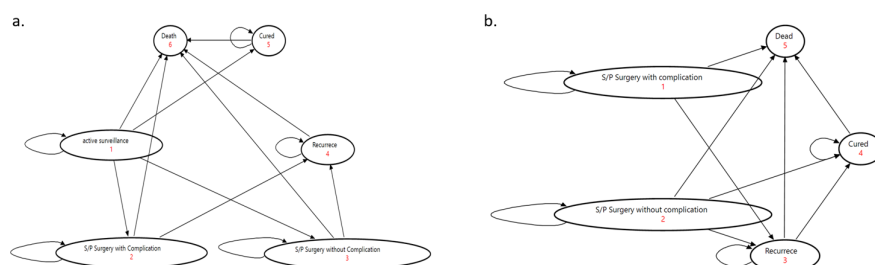 a.
Death
6
Cured
5
active surveillance
1
Recurrece
4
S/P Surgery with Complication
2
S/P Surgery without Complication
3
b.
Dead
5
S/P Surgery with complication
1
Cured
4
S/P Surgery without complication
2
Recurrece
3